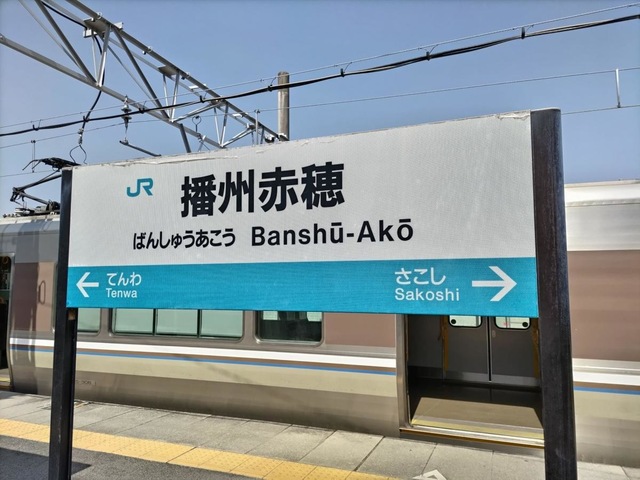 JR 播州赤穂
ばんしゅうあこう Banshū-Akō
← てんわ さこし →
Tenwa Sakoshi